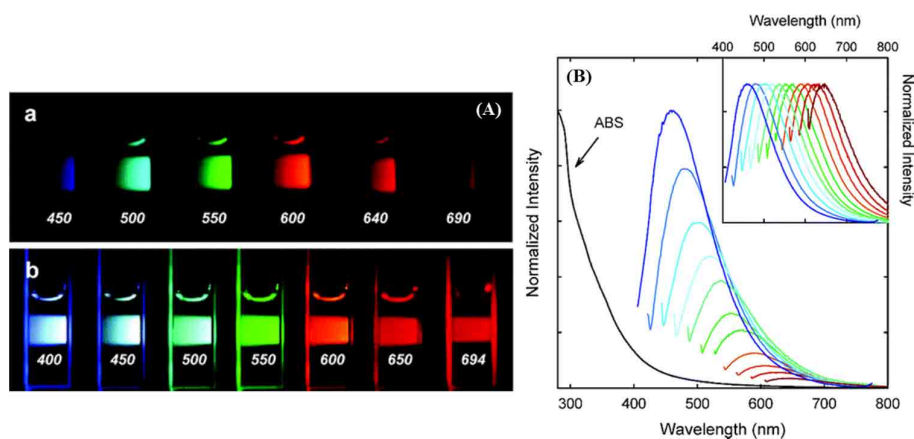 a
(A)
450 500 550 600 640 690
b
400 450 500 550 600 650 694
(B)
Wavelength (nm)
400 500 600 700 800
Normalized Intensity
ABS
Normalized Intensity
300 400 500 600 700 800
Wavelength (nm)